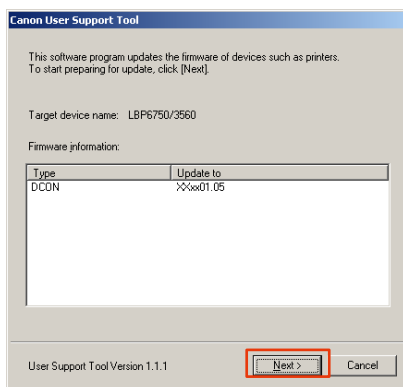 Canon User Support Tool
This software program updates the firmware of devices such as printers.
To start preparing for update, click [Next].
Target device name: LBP6750/3560
Firmware information:
Type Update to
DCON XXxx01.05
User Support Tool Version 1.1.1 Next > Cancel